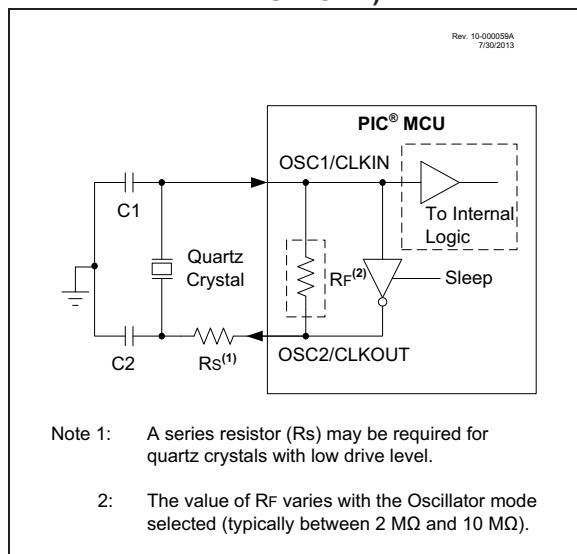 Rev. 10-000059A
7/30/2013
PIC® MCU
OSC1/CLKIN
C1
To Internal
Logic
Quartz
Crystal
RF(2)
Sleep
C2
RS(1)
OSC2/CLKOUT
Note 1: A series resistor (Rs) may be required for
quartz crystals with low drive level.
2: The value of RF varies with the Oscillator mode
selected (typically between 2 MΩ and 10 MΩ).